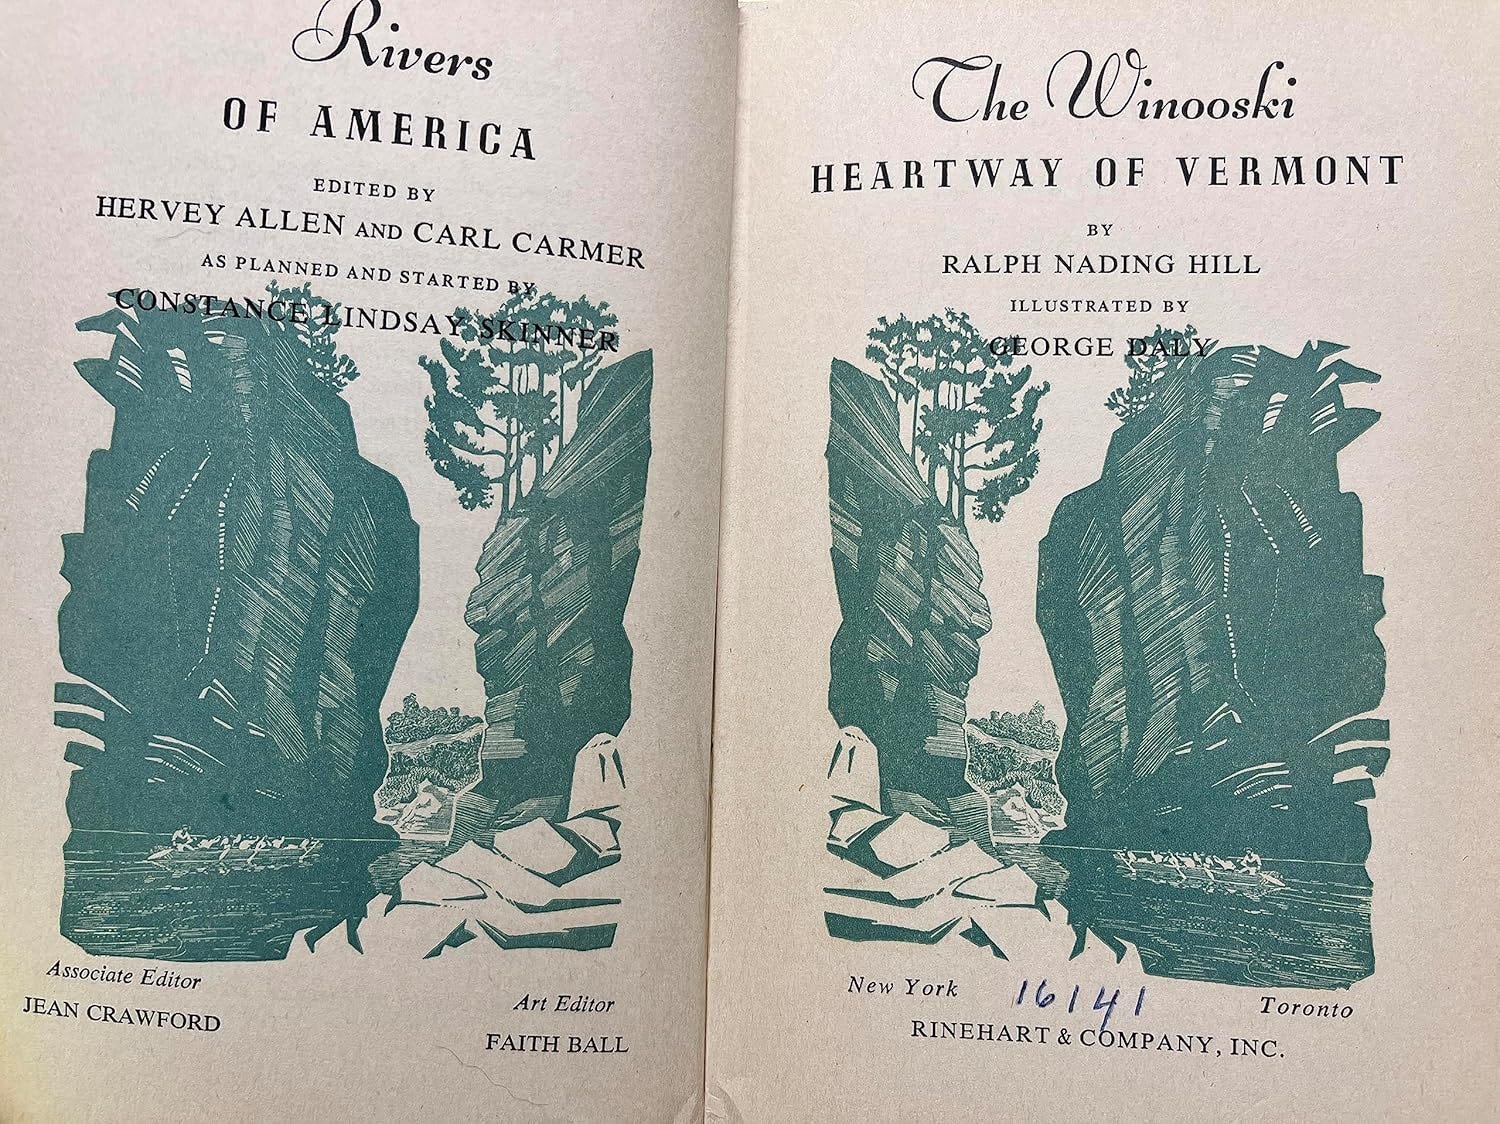 Rivers
OF AMERICA
EDITED BY
HERVEY ALLEN AND CARL CARMER
AS PLANNED AND STARTED BY
CONSTANCE LINDSAY SKINNER
Associate Editor
JEAN CRAWFORD
Art Editor
FAITH BALL
The Winooski
HEARTWAY OF VERMONT
BY
RALPH NADING HILL
ILLUSTRATED BY
GEORGE DALY
New York 16141 Toronto
RINEHART & COMPANY, INC.